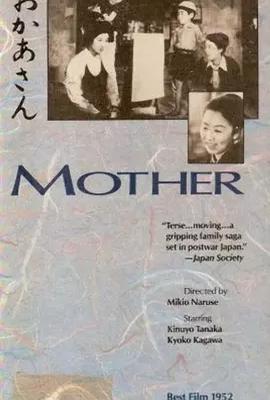 おかあさん
MOTHER
“Terse...moving...a
gripping family saga
set in postwar Japan.”
—Japan Society
Directed by
Mikio Naruse
Starring
Kinuyo Tanaka
Kyoko Kagawa
Best Film 1952